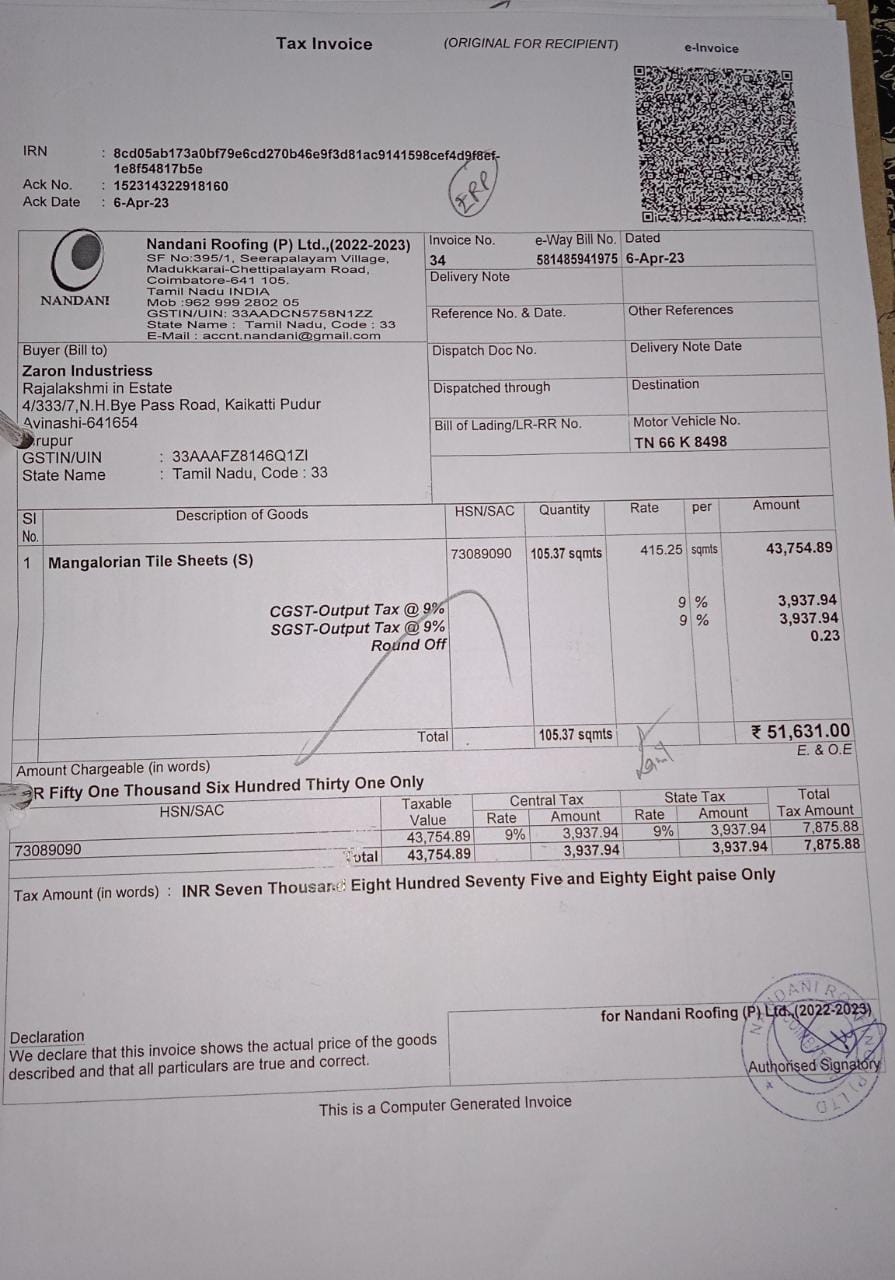 Tax Invoice (ORIGINAL FOR RECIPIENT) e-Invoice
IRN : 8cd05ab173a0bf79e6cd270b46e9f3d81ac9141598cef4d9f8ef-
1e8f54817b5e
Ack No. : 152314322918160
Ack Date : 6-Apr-23
ERP
NANDANI
Nandani Roofing (P) Ltd.,(2022-2023)
SF No:395/1, Seerapalayam Village,
Madukkarai-Chettipalayam Road,
Coimbatore-641 105.
Tamil Nadu INDIA
Mob :962 999 2802 05
GSTIN/UIN: 33AADCN5758N1ZZ
State Name : Tamil Nadu, Code : 33
E-Mail : accnt.nandani@gmail.com
Invoice No. e-Way Bill No. Dated
34 581485941975 6-Apr-23
Delivery Note
Reference No. & Date. Other References
Buyer (Bill to)
Zaron Industriess
Rajalakshmi in Estate
4/333/7,N.H.Bye Pass Road, Kaikatti Pudur
Avinashi-641654
rupur
GSTIN/UIN : 33AAAFZ8146Q1ZI
State Name : Tamil Nadu, Code : 33
Dispatch Doc No. Delivery Note Date
Dispatched through Destination
Bill of Lading/LR-RR No. Motor Vehicle No.
TN 66 K 8498
Sl No. Description of Goods HSN/SAC Quantity Rate per Amount
1 Mangalorian Tile Sheets (S) 73089090 105.37 sqmts 415.25 sqmts 43,754.89
CGST-Output Tax @ 9% 9 % 3,937.94
SGST-Output Tax @ 9% 9 % 3,937.94
Round Off 0.23
Total 105.37 sqmts ₹ 51,631.00
E. & O.E
Amount Chargeable (in words)
R Fifty One Thousand Six Hundred Thirty One Only
HSN/SAC Taxable Value Central Tax State Tax Total Tax Amount
Rate Amount Rate Amount
73089090 43,754.89 9% 3,937.94 9% 3,937.94 7,875.88
Total 43,754.89 3,937.94 3,937.94 7,875.88
Tax Amount (in words) : INR Seven Thousand Eight Hundred Seventy Five and Eighty Eight paise Only
Declaration
We declare that this invoice shows the actual price of the goods
described and that all particulars are true and correct.
for Nandani Roofing (P) Ltd.,(2022-2023)
Authorised Signatory
This is a Computer Generated Invoice